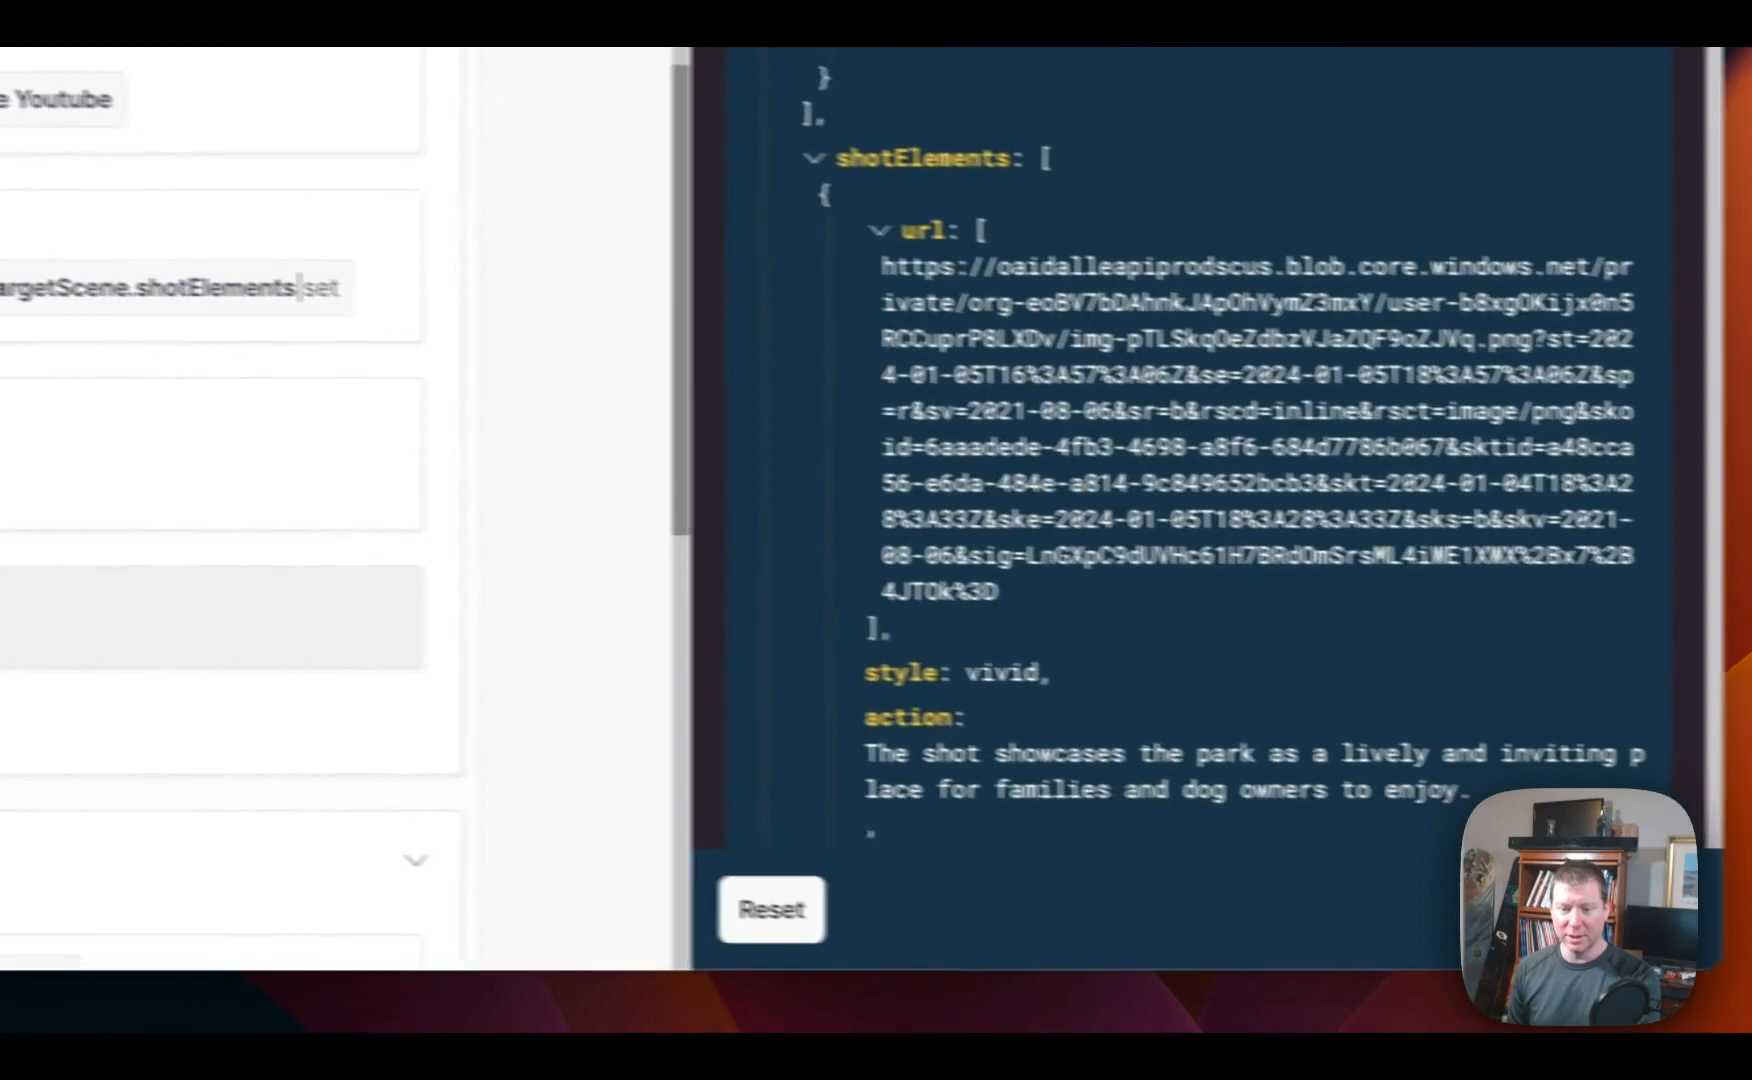 e Youtube
argetScene.shotElements|set
}
],
shotElements: [
{
url: [
https://oaidalleapiprodscus.blob.core.windows.net/pr
ivate/org-eoBV7bDAhnkJApOhVymZ3mxY/user-b8xgOKijx0n5
RCCuprP8LXDv/img-pTLSkqOeZdbzVJaZQF9oZJVq.png?st=202
4-01-05T16%3A57%3A06Z&se=2024-01-05T18%3A57%3A06Z&sp
=r&sv=2021-08-06&sr=b&rscd=inline&rsct=image/png&sko
id=6aaadede-4fb3-4698-a8f6-684d7786b067&sktid=a48cca
56-e6da-484e-a814-9c849652bcb3&skt=2024-01-04T18%3A2
8%3A33Z&ske=2024-01-05T18%3A28%3A33Z&sks=b&skv=2021-
08-06&sig=LnGXpC9dUVHc61H7BRdOmSrsML4iWE1XWX%2Bx7%2B
4JTOk%3D
],
style: vivid,
action:
The shot showcases the park as a lively and inviting p
lace for families and dog owners to enjoy.
,
Reset